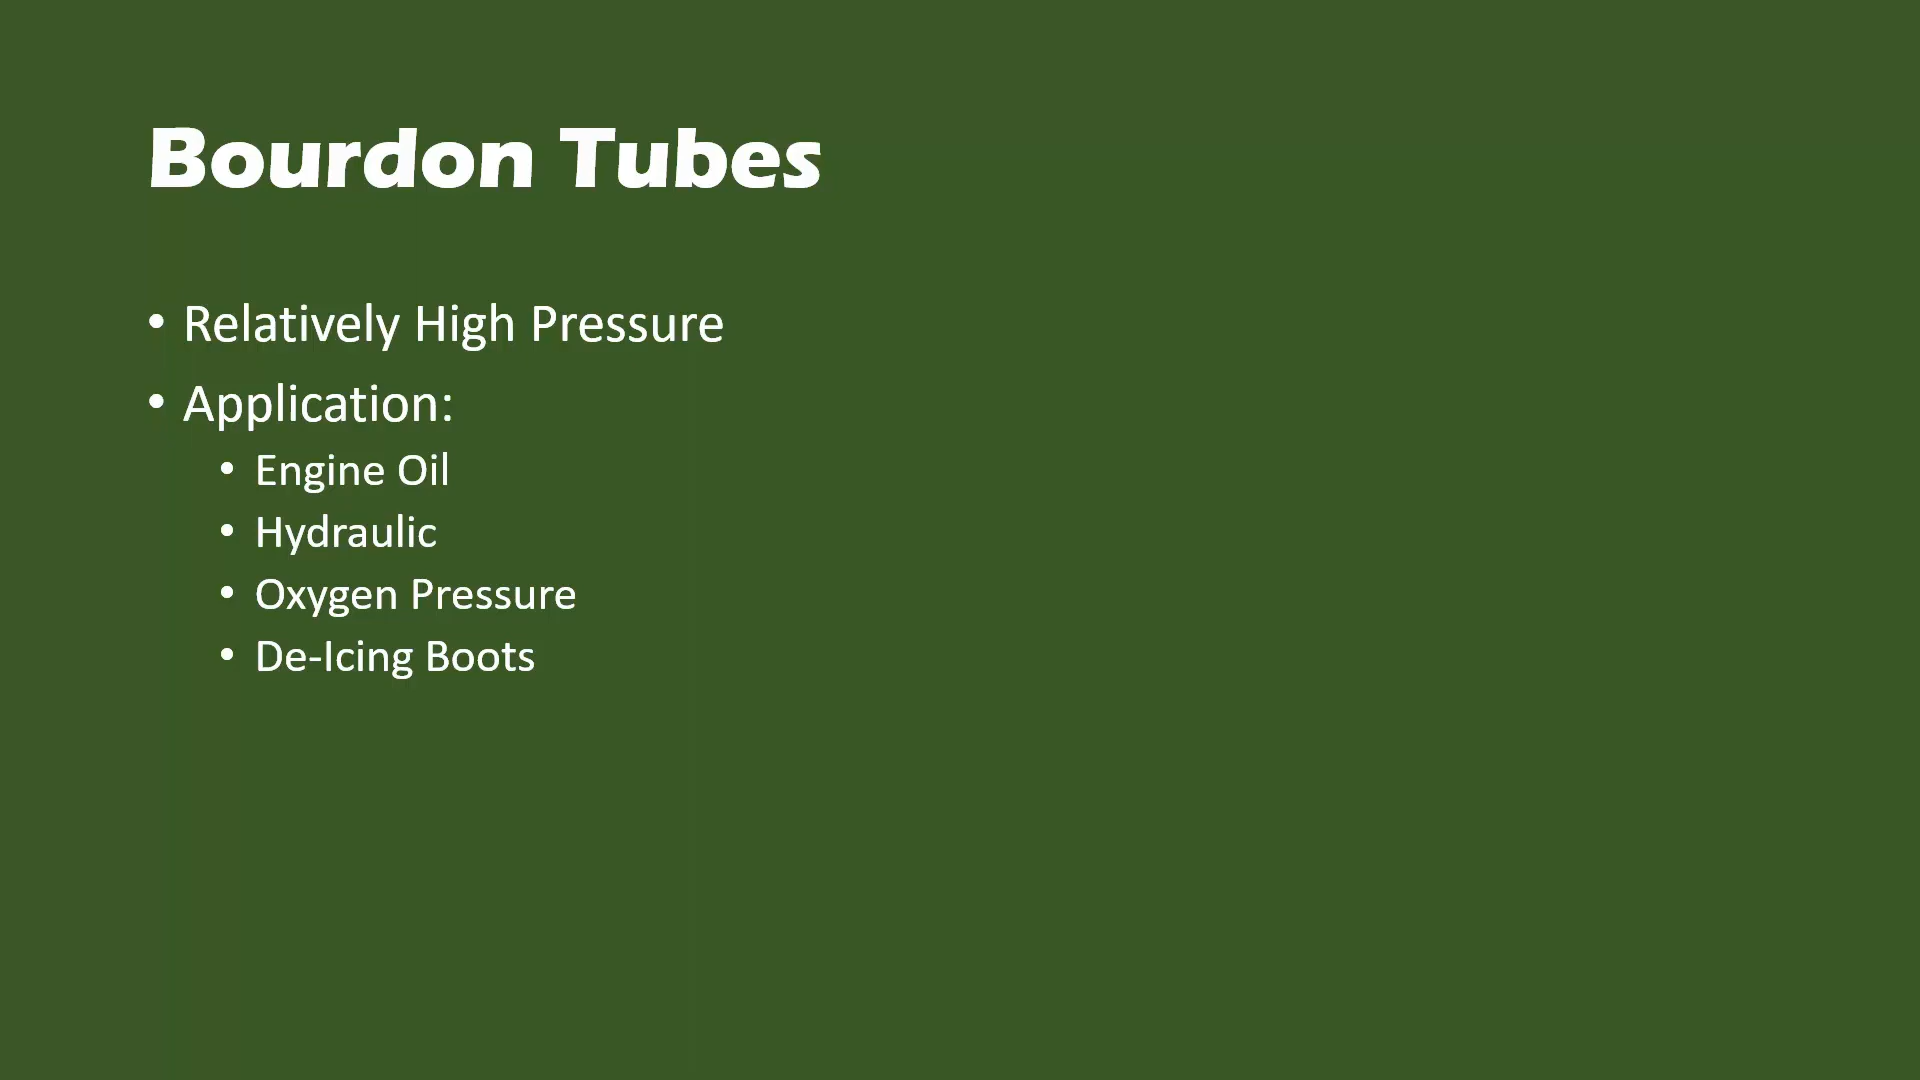 Bourdon Tubes
• Relatively High Pressure
• Application:
• Engine Oil
• Hydraulic
• Oxygen Pressure
• De-Icing Boots